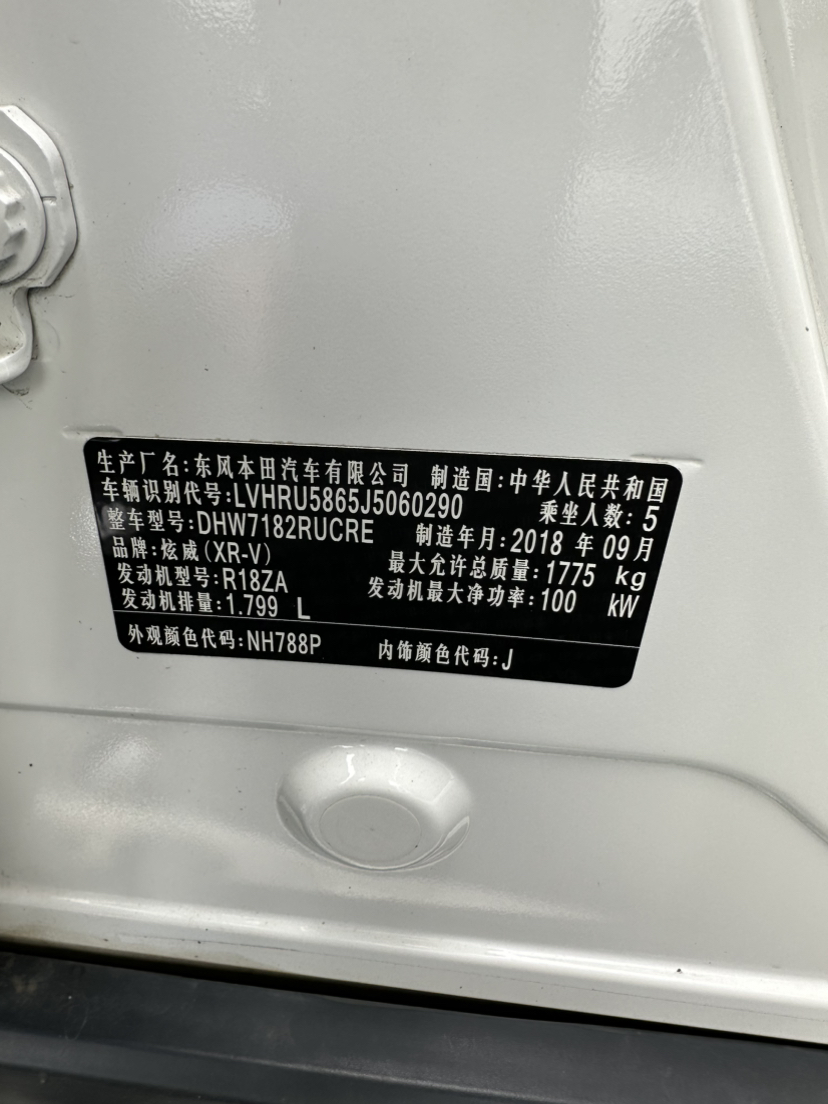 生产厂名:东风本田汽车有限公司 制造国:中华人民共和国
车辆识别代号:LVHRU5865J5060290 乘坐人数:5
整车型号:DHW7182RUCRE 制造年月:2018 年 09月
品牌:炫威(XR-V) 最大允许总质量:1775 kg
发动机型号:R18ZA 发动机最大净功率:100 kW
发动机排量:1.799 L
外观颜色代码:NH788P 内饰颜色代码:J